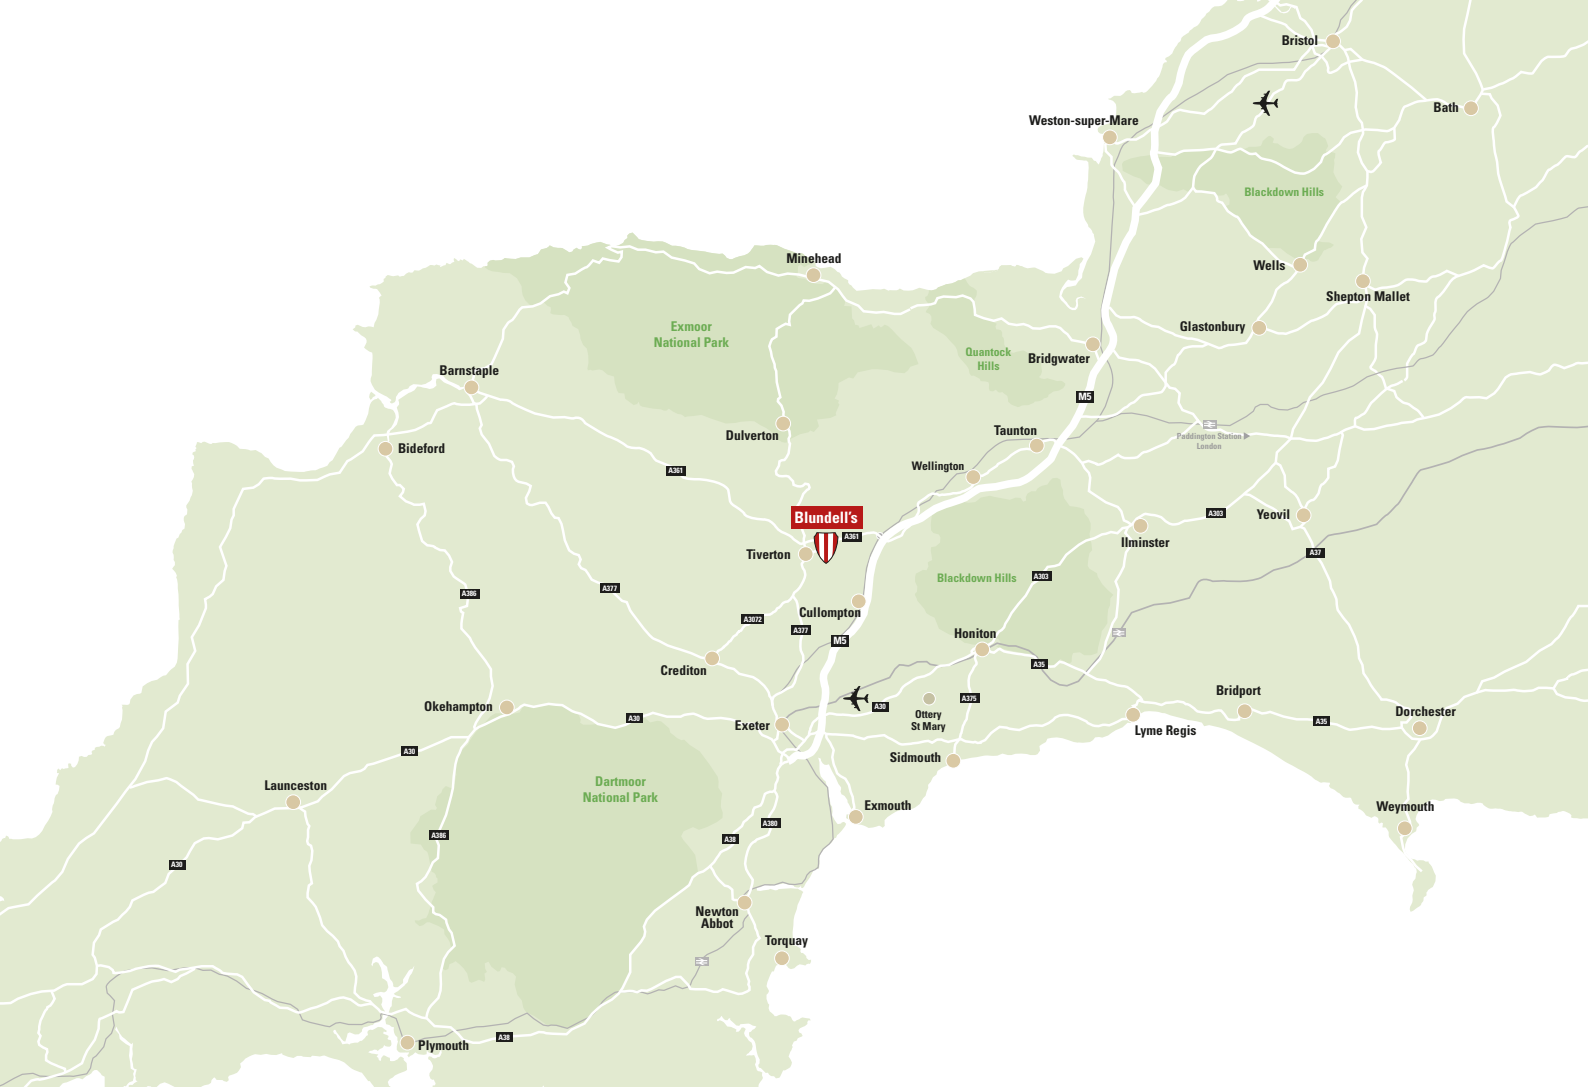 Bristol
Bath
Weston-super-Mare
Blackdown Hills
Minehead
Wells
Shepton Mallet
Exmoor
National Park
Glastonbury
Quantock
Hills
Bridgwater
Barnstaple
M5
Taunton
Paddington Station
London
Dulverton
Bideford
Wellington
A361
Blundell's
A303
Yeovil
A361
Ilminster
Tiverton
A37
Blackdown Hills
A303
A386
A377
Cullompton
A3072
A377
M5
Honiton
Crediton
A35
Bridport
A375
Okehampton
A30
A30
Ottery
St Mary
Exeter
Lyme Regis
A35
Dorchester
A30
Sidmouth
Launceston
Dartmoor
National Park
Exmouth
Weymouth
A380
A386
A38
A30
Newton
Abbot
Torquay
A38
Plymouth